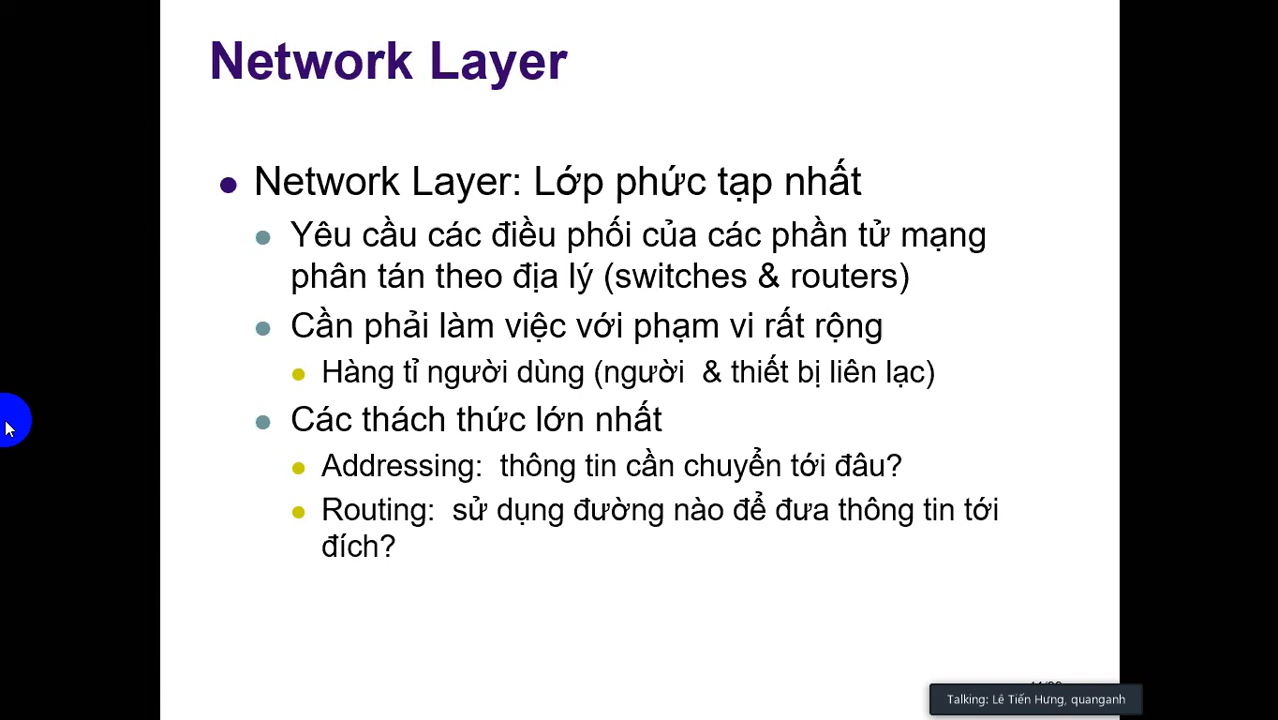 Network Layer
Network Layer: Lớp phức tạp nhất
Yêu cầu các điều phối của các phần tử mạng
phân tán theo địa lý (switches & routers)
Cần phải làm việc với phạm vi rất rộng
Hàng tỉ người dùng (người & thiết bị liên lạc)
Các thách thức lớn nhất
Addressing: thông tin cần chuyển tới đâu?
Routing: sử dụng đường nào để đưa thông tin tới
đích?
Talking: Lê Tiến Hưng, quanganh